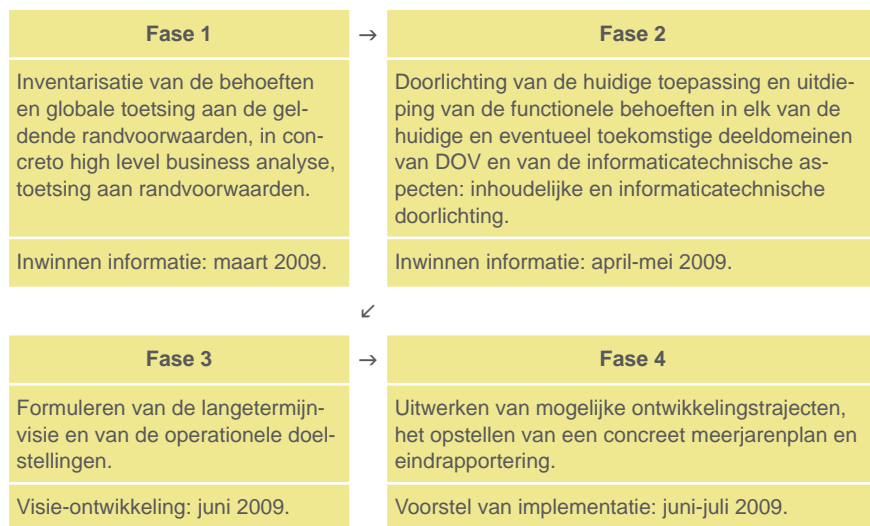 Fase 1
→
Fase 2
Inventarisatie van de behoeften
en globale toetsing aan de gel-
dende randvoorwaarden, in con-
creto high level business analyse,
toetsing aan randvoorwaarden.
Doorlichting van de huidige toepassing en uitdie-
ping van de functionele behoeften in elk van de
huidige en eventueel toekomstige deeldomeinen
van DOV en van de informaticatechnische as-
pecten: inhoudelijke en informaticatechnische
doorlichting.
Inwinnen informatie: maart 2009.
Inwinnen informatie: april-mei 2009.
↙
Fase 3
→
Fase 4
Formuleren van de langetermijn-
visie en van de operationele doel-
stellingen.
Uitwerken van mogelijke ontwikkelingstrajecten,
het opstellen van een concreet meerjarenplan en
eindrapportering.
Visie-ontwikkeling: juni 2009.
Voorstel van implementatie: juni-juli 2009.